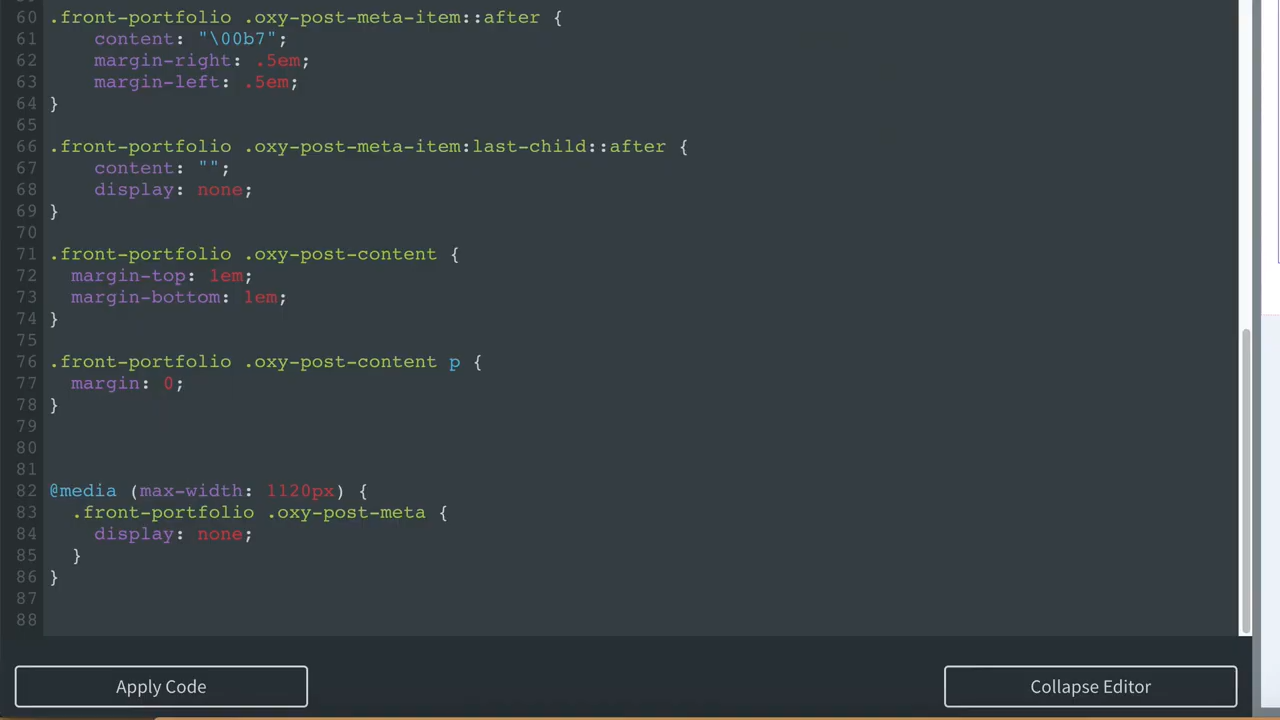 60 .front-portfolio .oxy-post-meta-item::after {
61 content: "\00b7";
62 margin-right: .5em;
63 margin-left: .5em;
64 }
65
66 .front-portfolio .oxy-post-meta-item:last-child::after {
67 content: "";
68 display: none;
69 }
70
71 .front-portfolio .oxy-post-content {
72 margin-top: 1em;
73 margin-bottom: 1em;
74 }
75
76 .front-portfolio .oxy-post-content p {
77 margin: 0;
78 }
79
80
81
82 @media (max-width: 1120px) {
83 .front-portfolio .oxy-post-meta {
84 display: none;
85 }
86 }
87
88
Apply Code
Collapse Editor